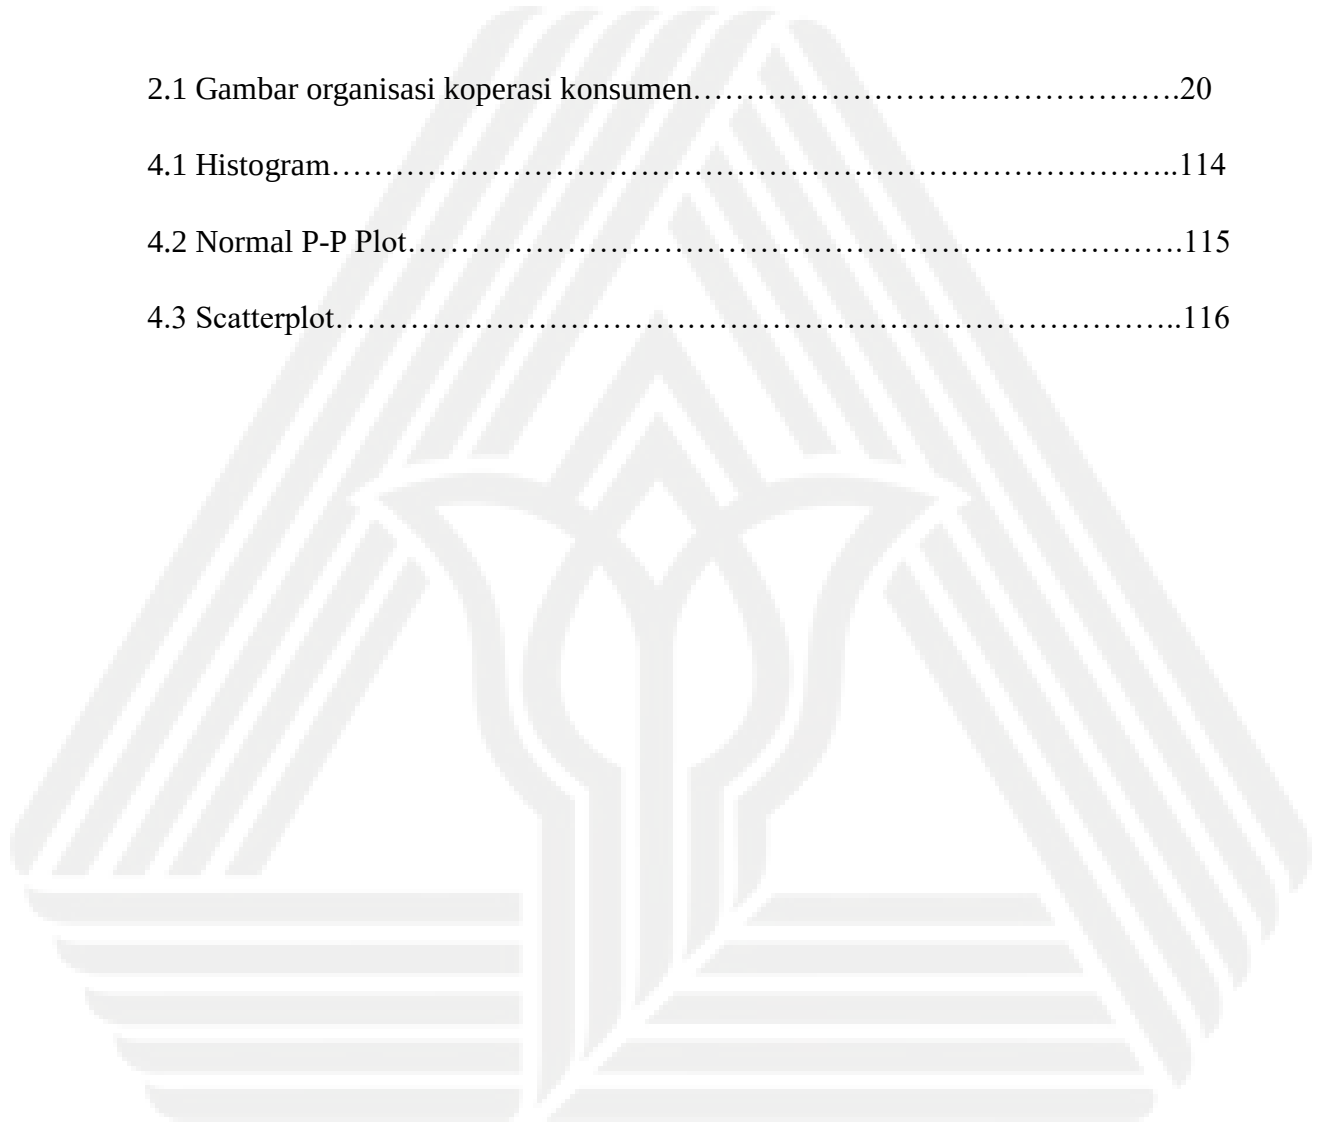 2.1 Gambar organisasi koperasi konsumen……………………………………………….20
4.1 Histogram…………………………………………………………………………………..114
4.2 Normal P-P Plot…………………………………………………………………………….115
4.3 Scatterplot…………………………………………………………………………………..116